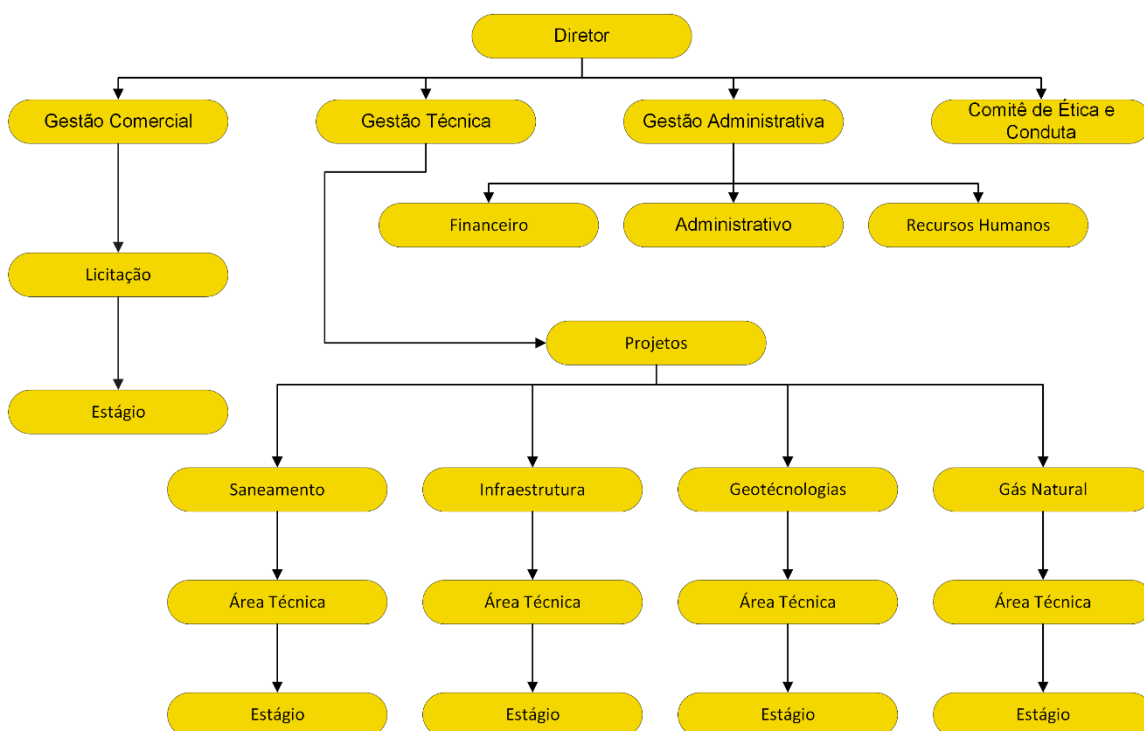 Diretor
Gestão Comercial
Gestão Técnica
Gestão Administrativa
Comitê de Ética e
Conduta
Financeiro
Administrativo
Recursos Humanos
Licitação
Projetos
Estágio
Saneamento
Infraestrutura
Geotécnologias
Gás Natural
Área Técnica
Área Técnica
Área Técnica
Área Técnica
Estágio
Estágio
Estágio
Estágio